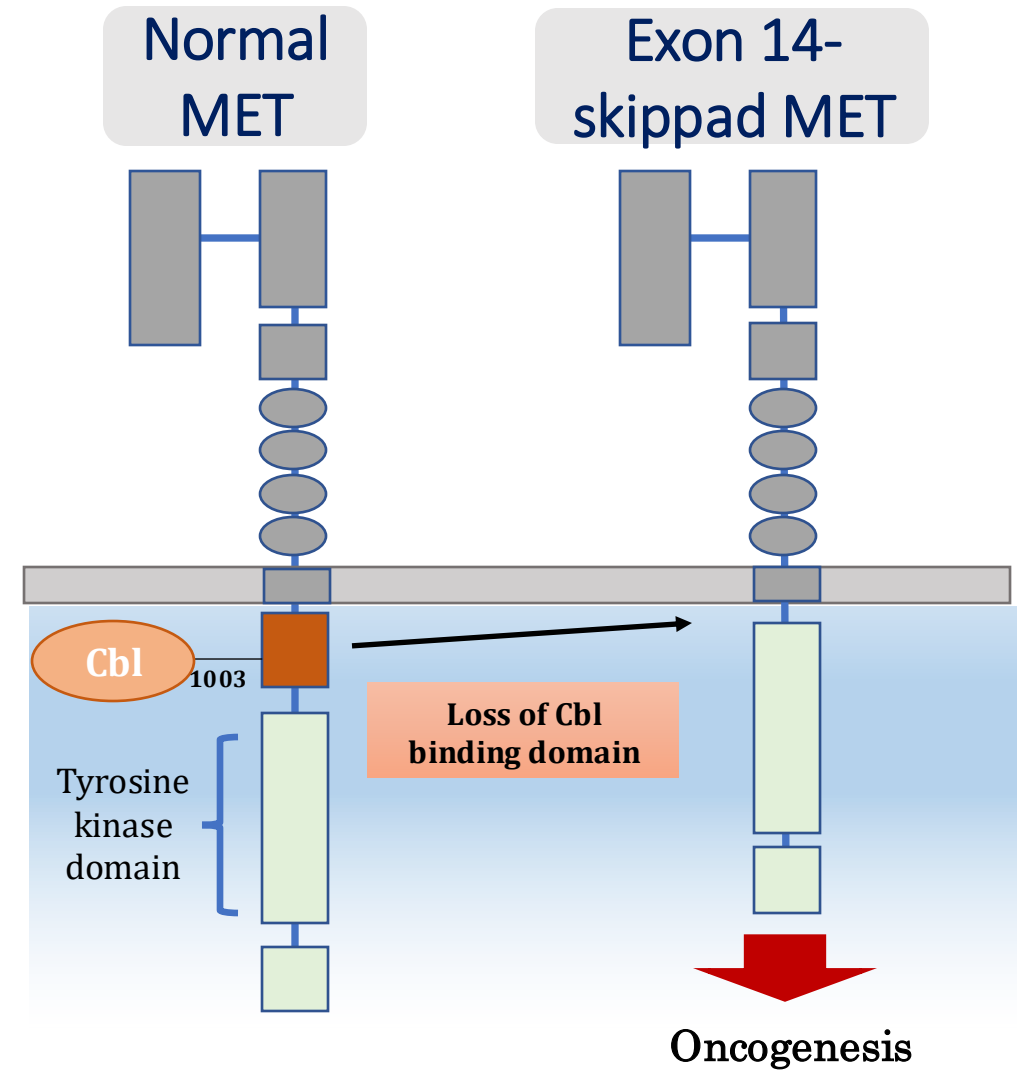 Normal
MET
Exon 14-
skippad MET
Cbl
1003
Loss of Cbl
binding domain
Tyrosine
kinase
domain
Oncogenesis